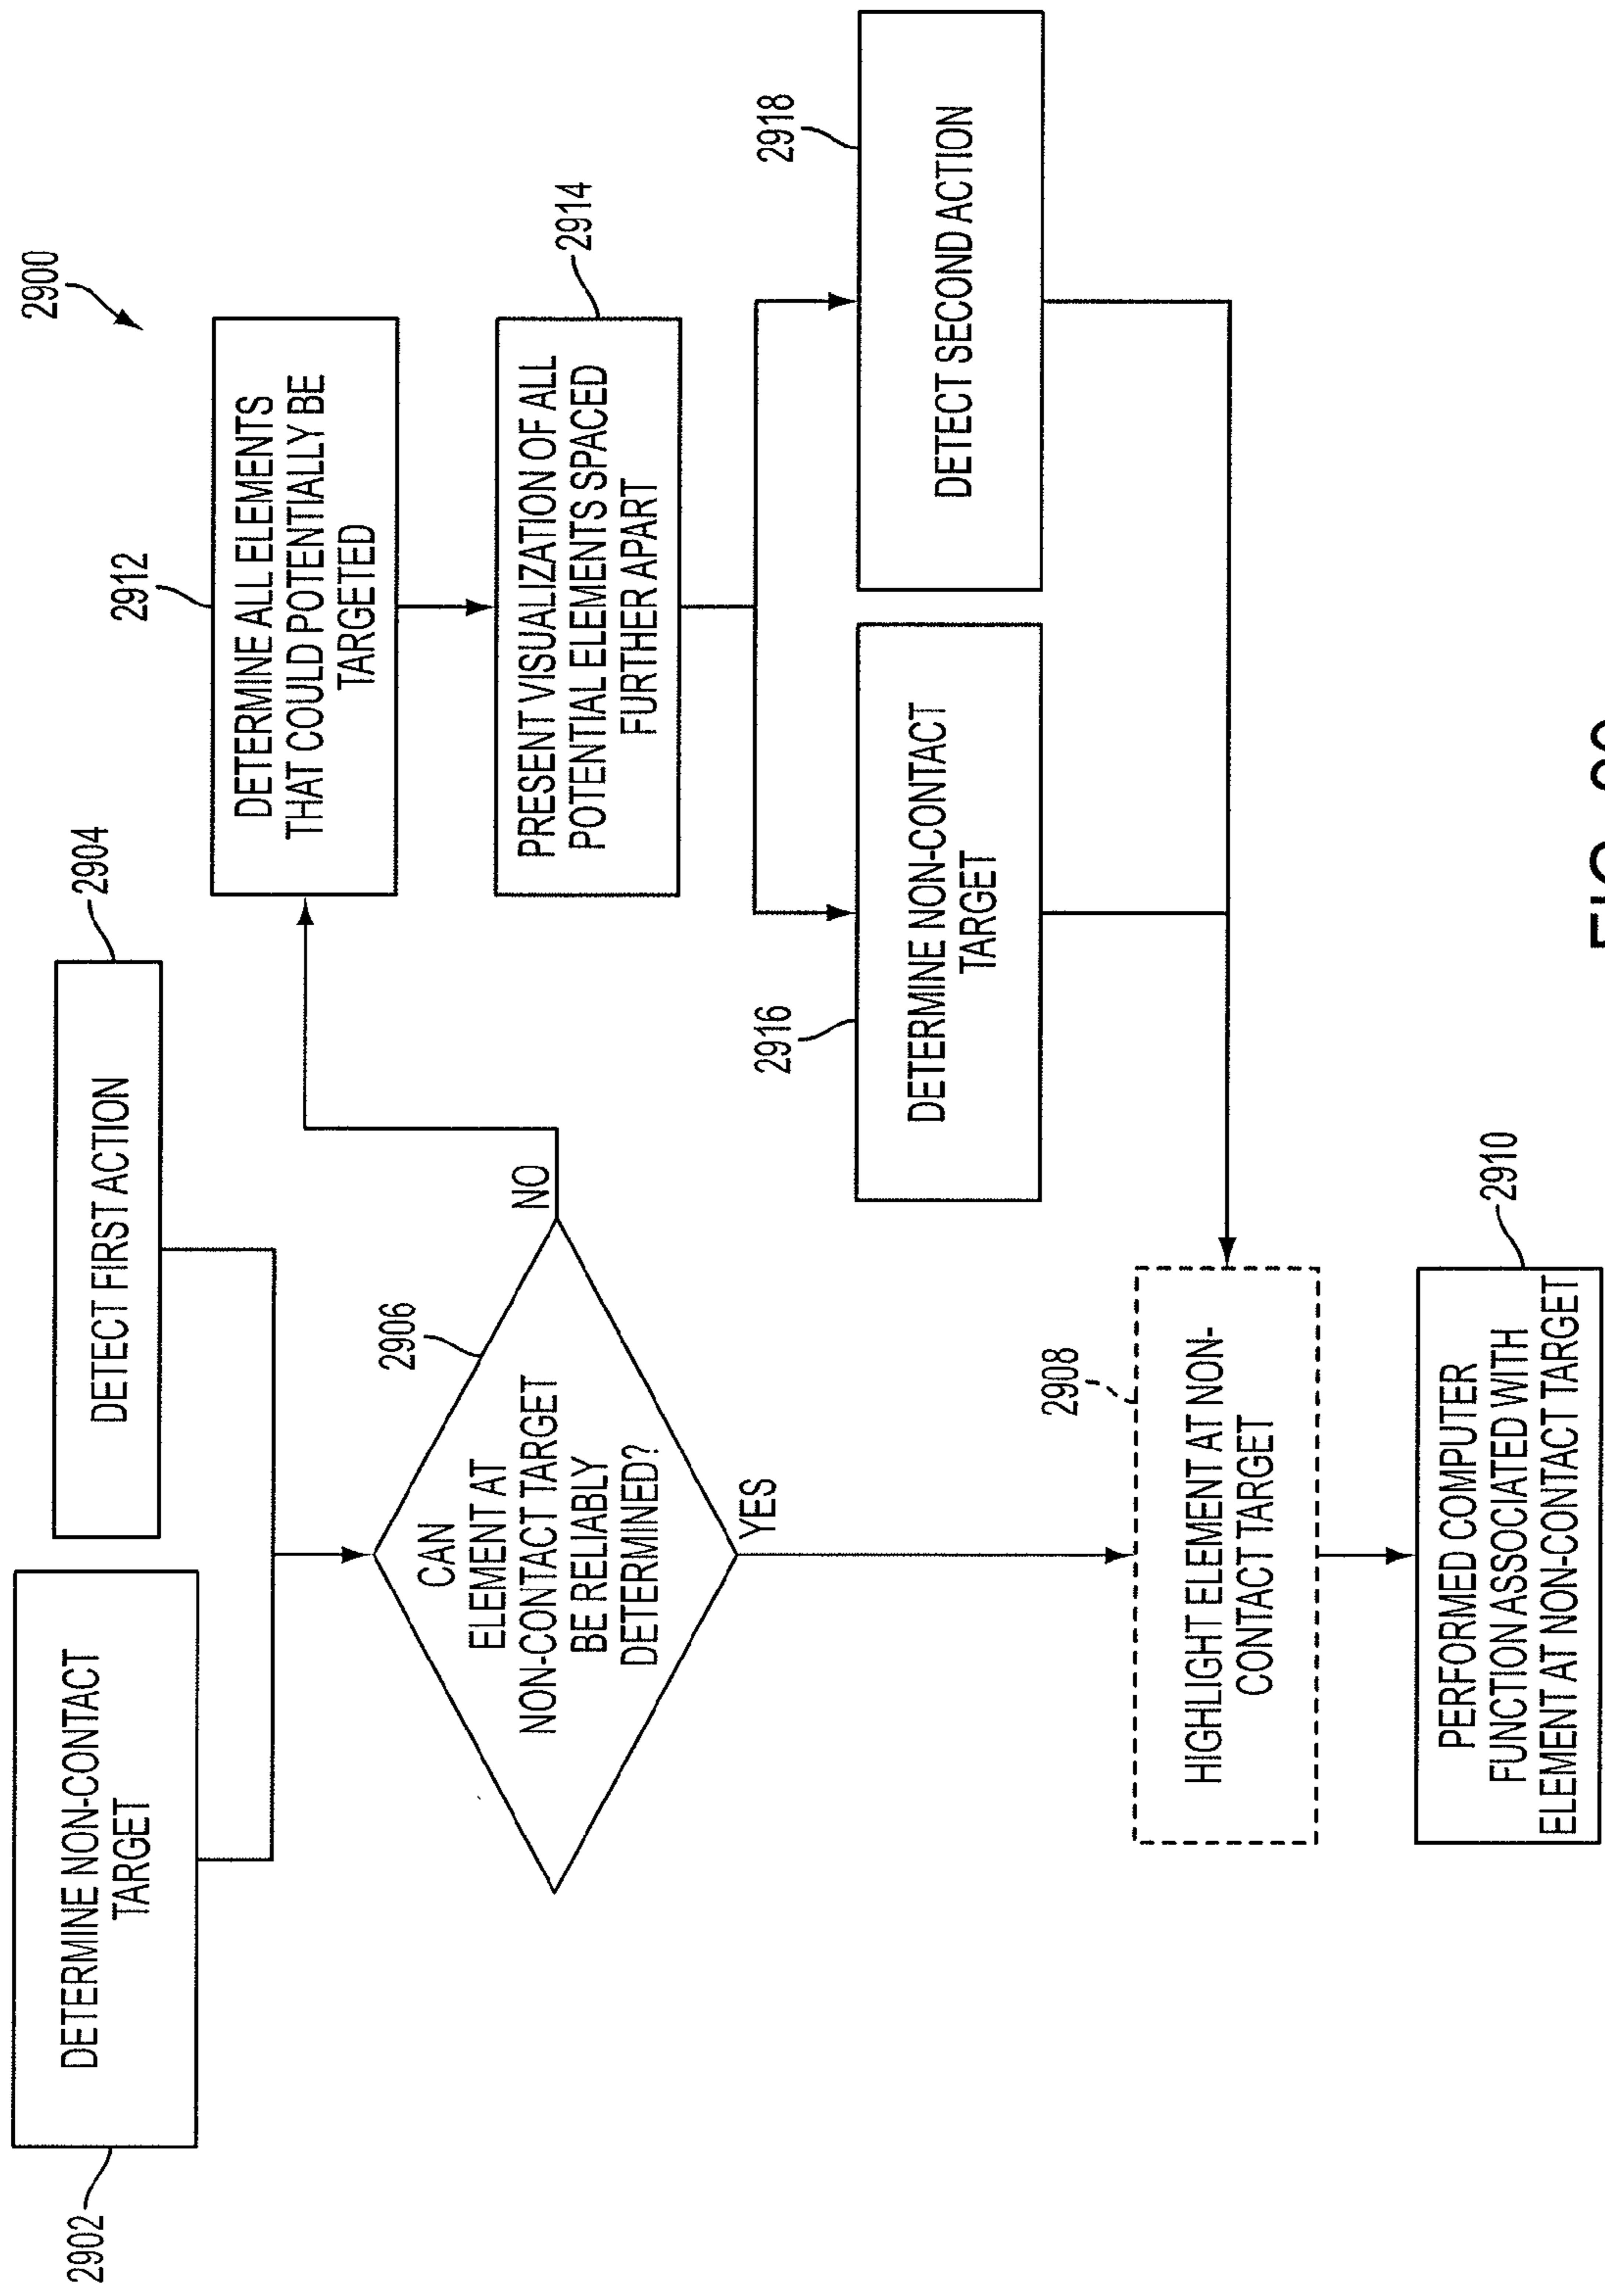 2900
2902
DETERMINE NON-CONTACT
TARGET
2904
DETECT FIRST ACTION
2906
CAN
ELEMENT AT
NON-CONTACT TARGET
BE RELIABLY
DETERMINED?
NO
YES
2912
DETERMINE ALL ELEMENTS
THAT COULD POTENTIALLY BE
TARGETED
2914
PRESENT VISUALIZATION OF ALL
POTENTIAL ELEMENTS SPACED
FURTHER APART
2916
DETERMINE NON-CONTACT
TARGET
2918
DETECT SECOND ACTION
2908
HIGHLIGHT ELEMENT AT NON-
CONTACT TARGET
2910
PERFORMED COMPUTER
FUNCTION ASSOCIATED WITH
ELEMENT AT NON-CONTACT TARGET
FIG.